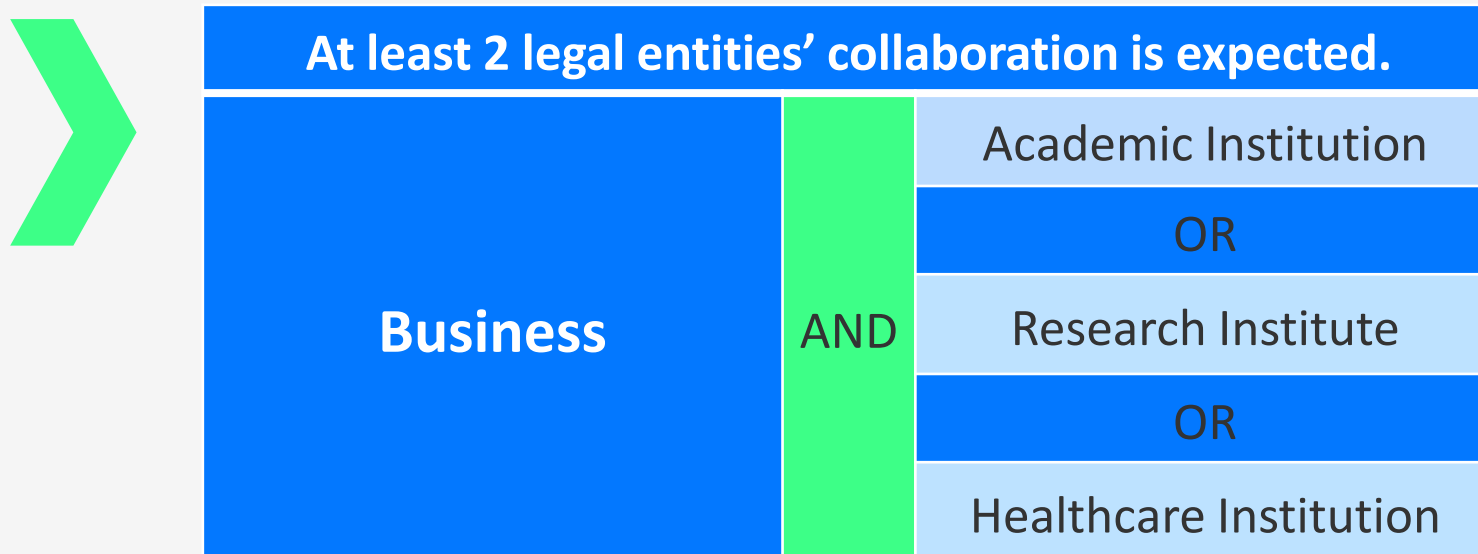 At least 2 legal entities’ collaboration is expected.
Business
AND
Academic Institution
OR
Research Institute
OR
Healthcare Institution